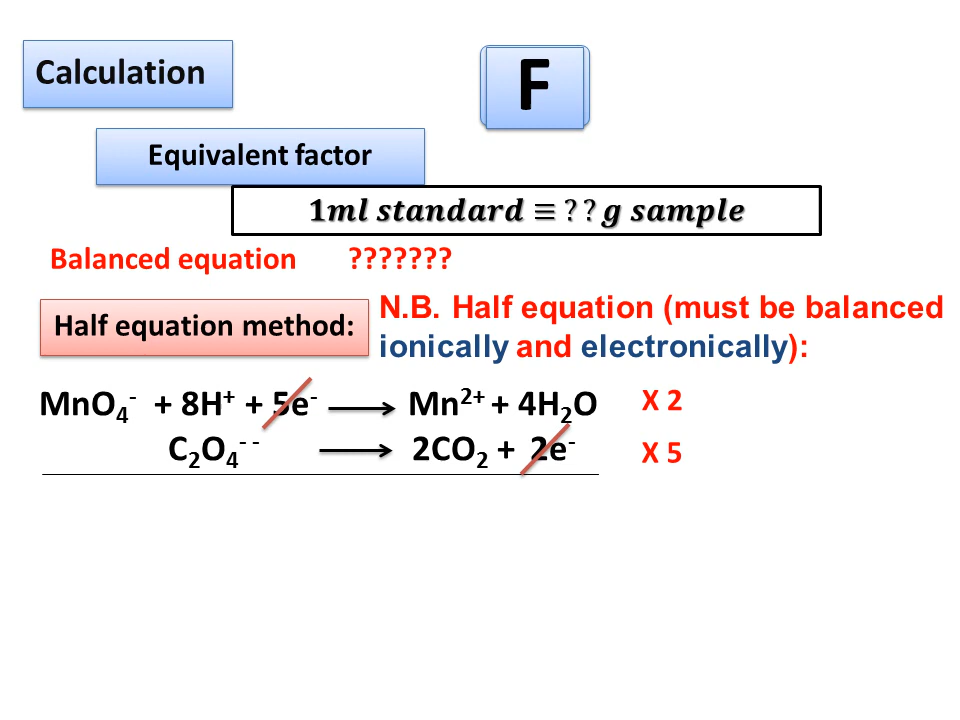 Calculation
F
Equivalent factor
1ml standard ≡ ? ? g sample
Balanced equation ???????
Half equation method:
N.B. Half equation (must be balanced
ionically and electronically):
MnO₄⁻ + 8H⁺ + 5e⁻ ⟶ Mn²⁺ + 4H₂O X 2
C₂O₄⁻ ⁻ ⟶ 2CO₂ + 2e⁻ X 5